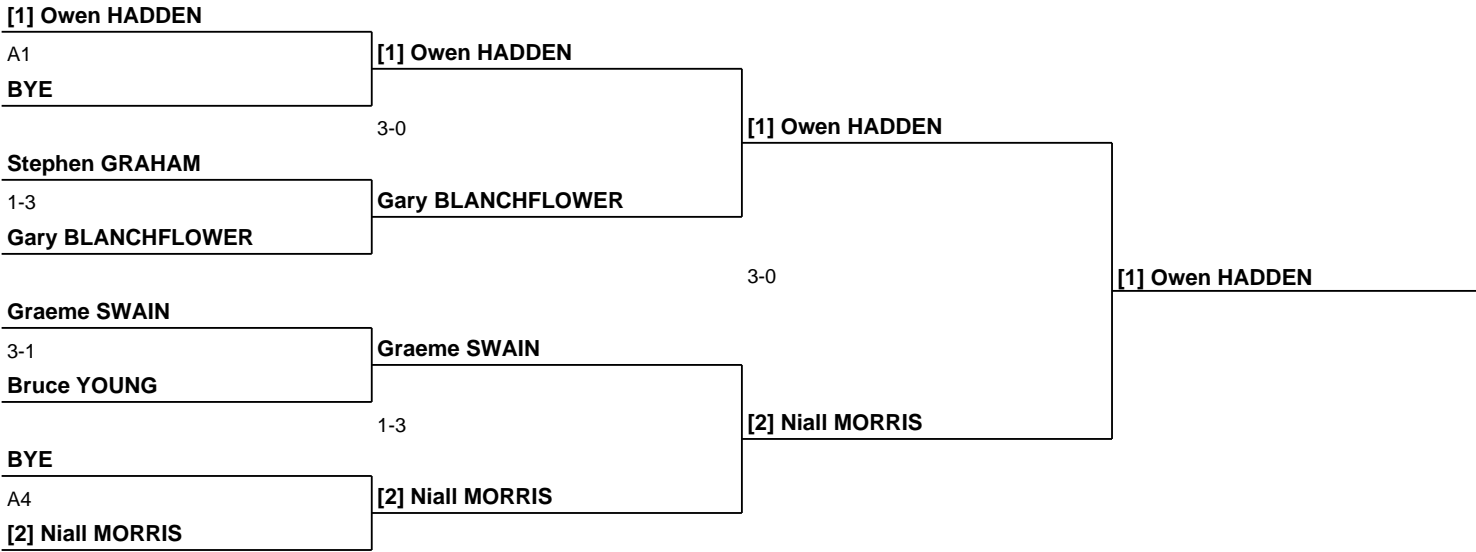 [1] Owen HADDEN
A1
BYE
[1] Owen HADDEN
3-0
Stephen GRAHAM
1-3
Gary BLANCHFLOWER
Gary BLANCHFLOWER
[1] Owen HADDEN
3-0
[1] Owen HADDEN
Graeme SWAIN
3-1
Bruce YOUNG
Graeme SWAIN
1-3
[2] Niall MORRIS
BYE
A4
[2] Niall MORRIS
[2] Niall MORRIS